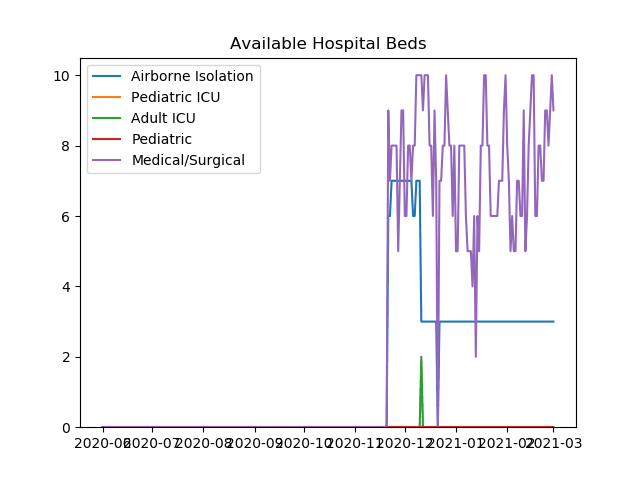 Available Hospital Beds
Airborne Isolation
Pediatric ICU
Adult ICU
Pediatric
Medical/Surgical
10
8
6
4
2
0
2020-06 2020-07 2020-08 2020-09 2020-10 2020-11 2020-12 2021-01 2021-02 2021-03